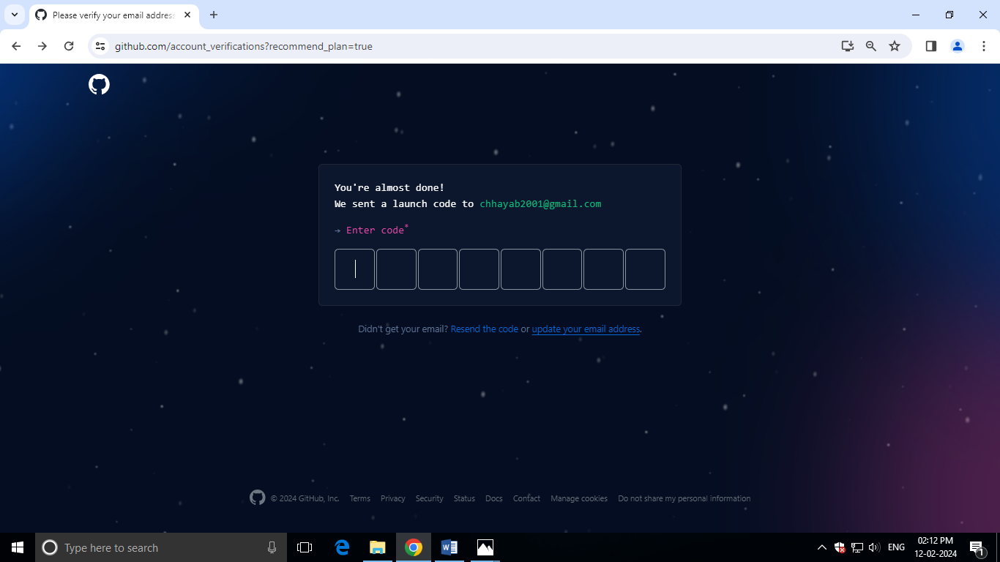 Please verify your email address
github.com/account_verifications?recommend_plan=true
You're almost done!
We sent a launch code to chhayab2001@gmail.com
→ Enter code*
Didn't get your email? Resend the code or update your email address.
© 2024 GitHub, Inc. Terms Privacy Security Status Docs Contact Manage cookies Do not share my personal information
Type here to search
ENG
02:12 PM
12-02-2024
1